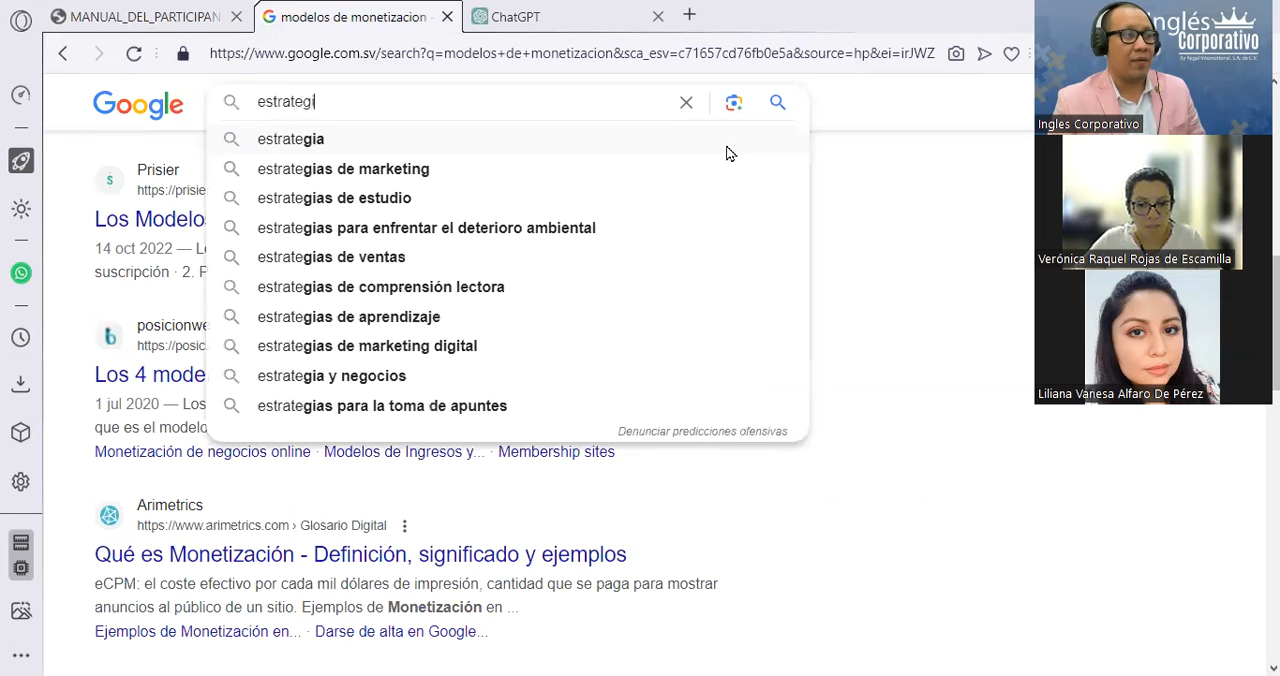 MANUAL_DEL_PARTICIPAN
modelos de monetizacion -
ChatGPT
https://www.google.com.sv/search?q=modelos+de+monetizacion&sca_esv=c71657cd76fb0e5a&source=hp&ei=irJWZ
Google
estrategi
estrategia
estrategias de marketing
estrategias de estudio
estrategias para enfrentar el deterioro ambiental
estrategias de ventas
estrategias de comprensión lectora
estrategias de aprendizaje
estrategias de marketing digital
estrategia y negocios
estrategias para la toma de apuntes
Denunciar predicciones ofensivas
Prisier
https://prisie
Los Modelos
14 oct 2022 — Lo
suscripción · 2. P
posicionwe
https://posic
Los 4 mode
1 jul 2020 — Los
que es el modelo
Monetización de negocios online · Modelos de Ingresos y... · Membership sites
Arimetrics
https://www.arimetrics.com › Glosario Digital
Qué es Monetización - Definición, significado y ejemplos
eCPM: el coste efectivo por cada mil dólares de impresión, cantidad que se paga para mostrar
anuncios al público de un sitio. Ejemplos de Monetización en ...
Ejemplos de Monetización en... · Darse de alta en Google...
Inglés
Corporativo
By Regal International, S.A. de C.V.
Ingles Corporativo
Verónica Raquel Rojas de Escamilla
Liliana Vanesa Alfaro De Pérez